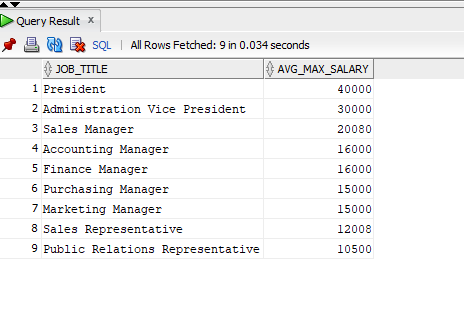 Query Result x
SQL | All Rows Fetched: 9 in 0.034 seconds
JOB_TITLE AVG_MAX_SALARY
1 President 40000
2 Administration Vice President 30000
3 Sales Manager 20080
4 Accounting Manager 16000
5 Finance Manager 16000
6 Purchasing Manager 15000
7 Marketing Manager 15000
8 Sales Representative 12008
9 Public Relations Representative 10500